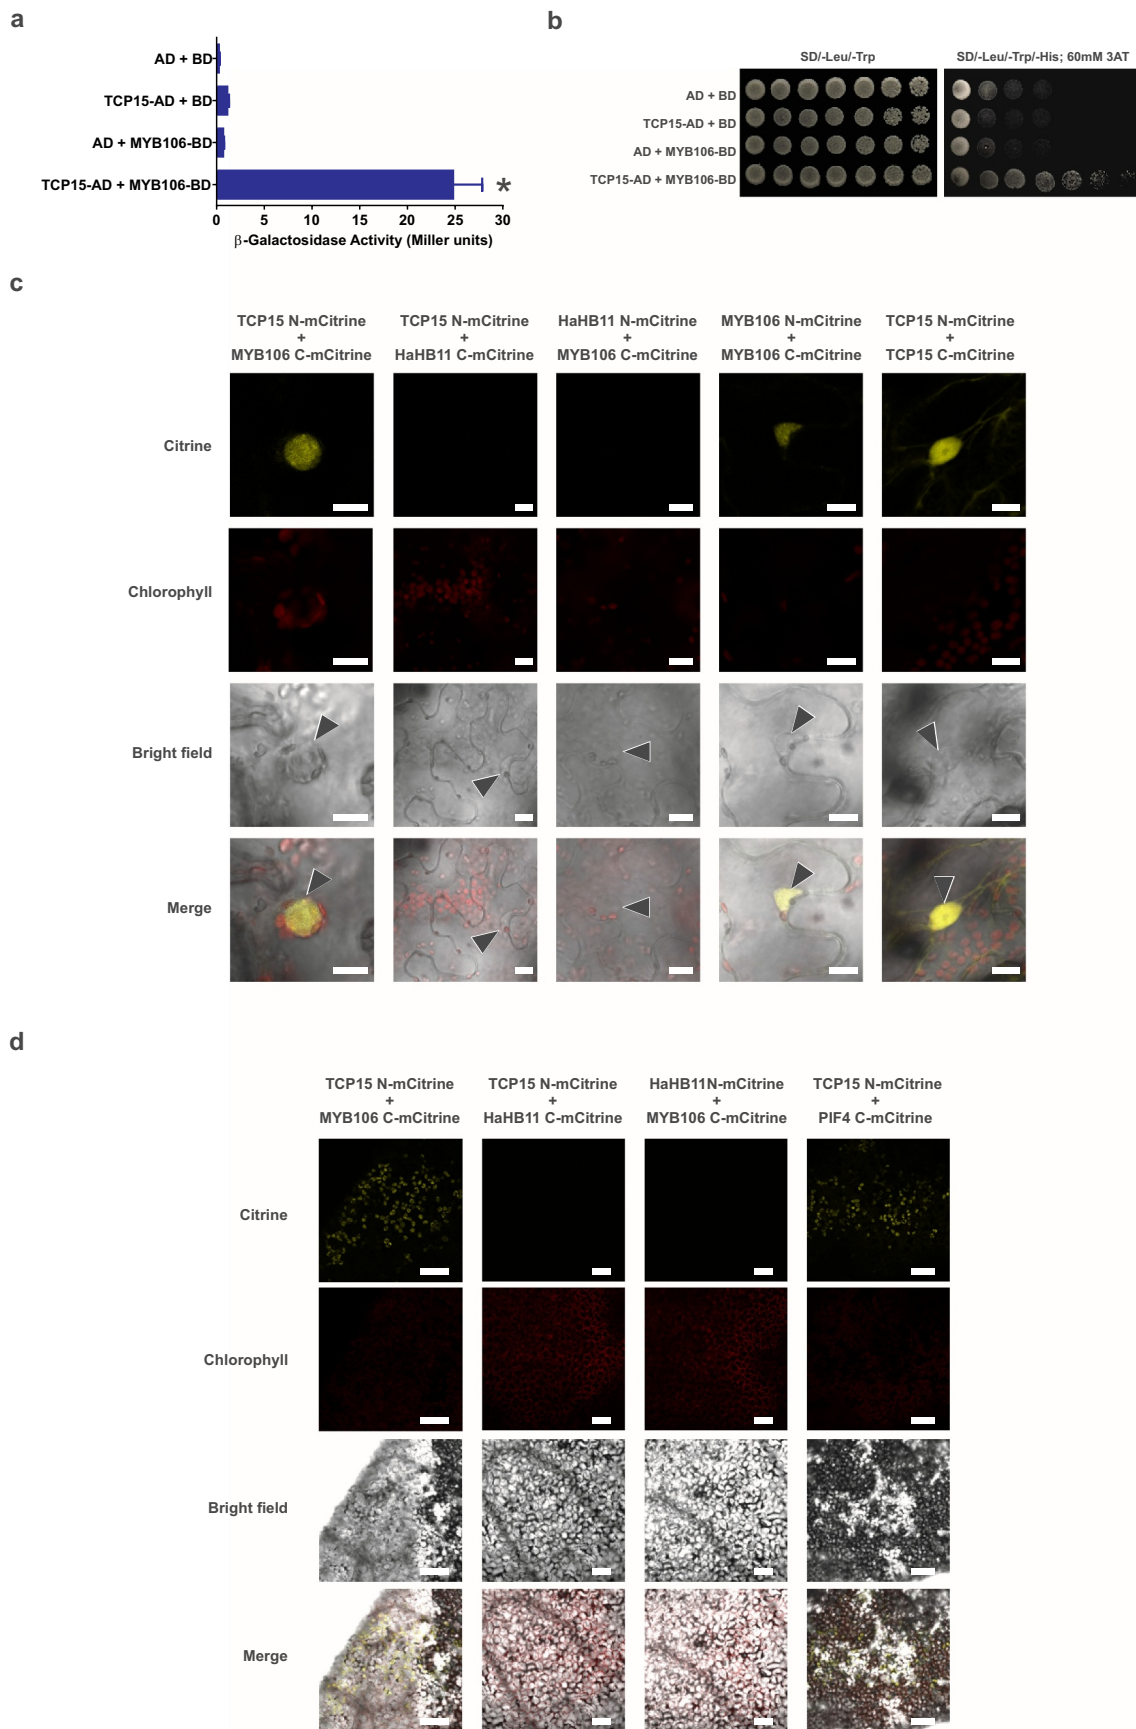 a
AD + BD
TCP15-AD + BD
AD + MYB106-BD
TCP15-AD + MYB106-BD
*
0 5 10 15 20 25 30
β-Galactosidase Activity (Miller units)
b
SD/-Leu/-Trp
SD/-Leu/-Trp/-His; 60mM 3AT
AD + BD
TCP15-AD + BD
AD + MYB106-BD
TCP15-AD + MYB106-BD
c
TCP15 N-mCitrine
+
MYB106 C-mCitrine
TCP15 N-mCitrine
+
HaHB11 C-mCitrine
HaHB11 N-mCitrine
+
MYB106 C-mCitrine
MYB106 N-mCitrine
+
MYB106 C-mCitrine
TCP15 N-mCitrine
+
TCP15 C-mCitrine
Citrine
Chlorophyll
Bright field
Merge
d
TCP15 N-mCitrine
+
MYB106 C-mCitrine
TCP15 N-mCitrine
+
HaHB11 C-mCitrine
HaHB11N-mCitrine
+
MYB106 C-mCitrine
TCP15 N-mCitrine
+
PIF4 C-mCitrine
Citrine
Chlorophyll
Bright field
Merge